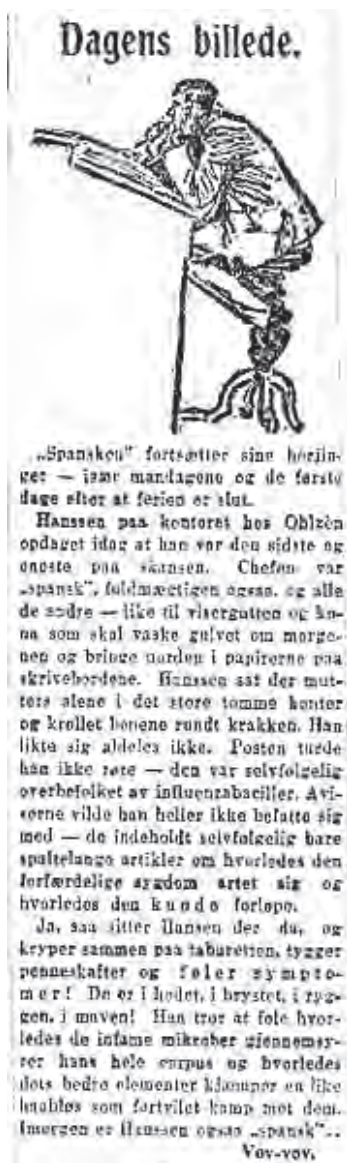 Dagens billede.
„Spansken" fortsætter sine herjin-
ger — især mandagene og de første
dage efter at ferien er slut.
Hanssen paa kontoret hos Ohlzèn
opdaget idag at han var den sidste og
eneste paa skansen. Chefen var
„spansk", fuldmægtigen ogsaa, og alle
de andre — like til visergutten og ko-
na som skal vaske gulvet om morge-
nen og bringe uorden i papirerne paa
skrivebordene. Hanssen sat der mut-
ters alene i det store tomme kontor
og krøllet benene rundt krakken. Han
likte sig aldeles ikke. Posten turde
han ikke røre — den var selvfølgelig
overbefolket av influenzabaciller. Avi-
serne vilde han heller ikke befatte sig
med — de indeholdt selvfølgelig bare
spaltelange artikler om hvorledes den
forfærdelige sygdom artet sig og
hvorledes den kunde forløpe.
Ja, saa sitter Hansen der da, og
kryper sammen paa taburetten, tygger
penneskafter og føler sympto-
mer! De er i hodet, i brystet, i ryg-
gen, i maven! Han tror at føle hvor-
ledes de infame mikrober gjennemsy-
rer hans hele corpus og hvorledes
dets bedre elementer kjæmper en like
haabløs som fortvilet kamp mot dem.
Imorgen er Hanssen ogsaa „spansk"..
Vov-vov.